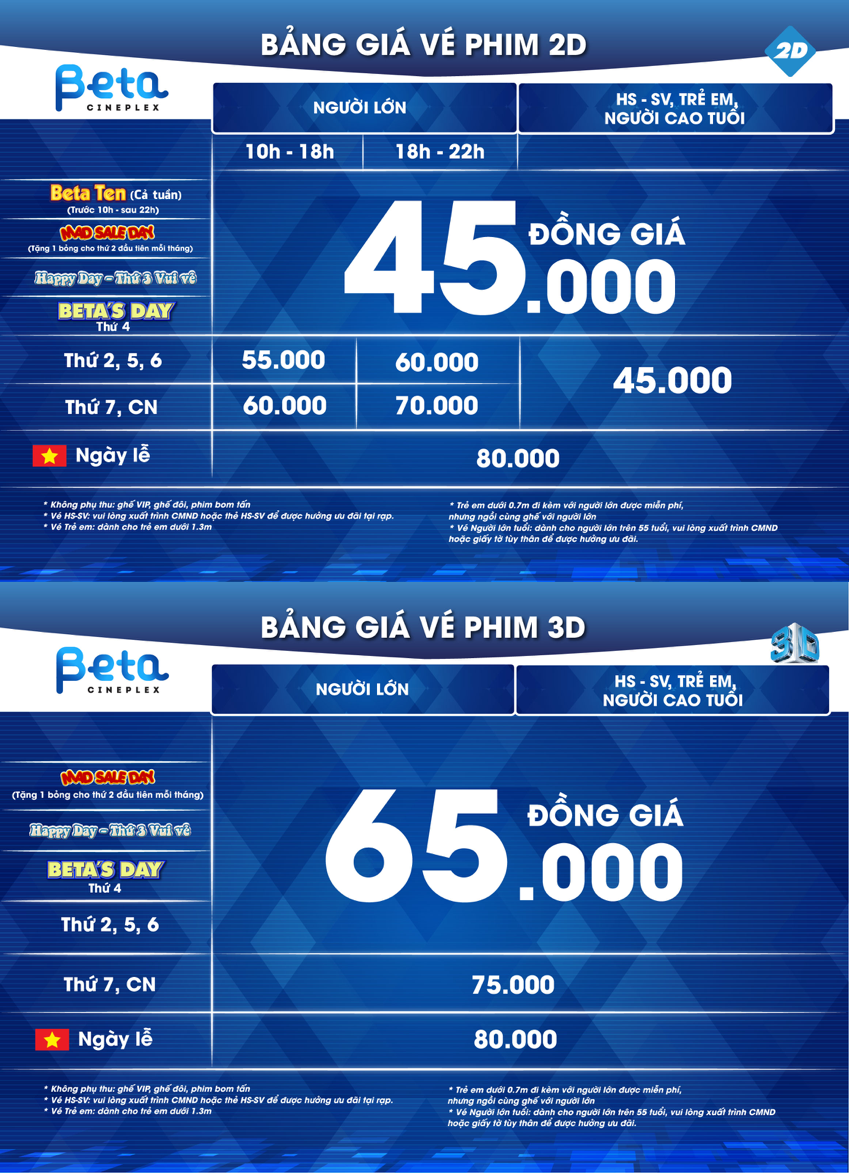 BẢNG GIÁ VÉ PHIM 2D
2D
Beta
CINEPLEX
NGƯỜI LỚN
HS - SV, TRẺ EM,
NGƯỜI CAO TUỔI
10h - 18h
18h - 22h
Beta Ten (Cả tuần)
(Trước 10h - sau 22h)
MAD SALE DAY
(Tặng 1 bỏng cho thứ 2 đầu tiên mỗi tháng)
Happy Day – Thứ 3 Vui vẻ
BETA'S DAY
Thứ 4
45.000
ĐỒNG GIÁ
Thứ 2, 5, 6
55.000
60.000
45.000
Thứ 7, CN
60.000
70.000
Ngày lễ
80.000
* Không phụ thu: ghế VIP, ghế đôi, phim bom tấn
* Vé HS-SV: vui lòng xuất trình CMND hoặc thẻ HS-SV để được hưởng ưu đãi tại rạp.
* Vé Trẻ em: dành cho trẻ em dưới 1.3m
* Trẻ em dưới 0.7m đi kèm với người lớn được miễn phí,
nhưng ngồi cùng ghế với người lớn
* Vé Người lớn tuổi: dành cho người lớn trên 55 tuổi, vui lòng xuất trình CMND
hoặc giấy tờ tùy thân để được hưởng ưu đãi.
BẢNG GIÁ VÉ PHIM 3D
3D
Beta
CINEPLEX
NGƯỜI LỚN
HS - SV, TRẺ EM,
NGƯỜI CAO TUỔI
MAD SALE DAY
(Tặng 1 bỏng cho thứ 2 đầu tiên mỗi tháng)
Happy Day – Thứ 3 Vui vẻ
BETA'S DAY
Thứ 4
Thứ 2, 5, 6
65.000
ĐỒNG GIÁ
Thứ 7, CN
75.000
Ngày lễ
80.000
* Không phụ thu: ghế VIP, ghế đôi, phim bom tấn
* Vé HS-SV: vui lòng xuất trình CMND hoặc thẻ HS-SV để được hưởng ưu đãi tại rạp.
* Vé Trẻ em: dành cho trẻ em dưới 1.3m
* Trẻ em dưới 0.7m đi kèm với người lớn được miễn phí,
nhưng ngồi cùng ghế với người lớn
* Vé Người lớn tuổi: dành cho người lớn trên 55 tuổi, vui lòng xuất trình CMND
hoặc giấy tờ tùy thân để được hưởng ưu đãi.